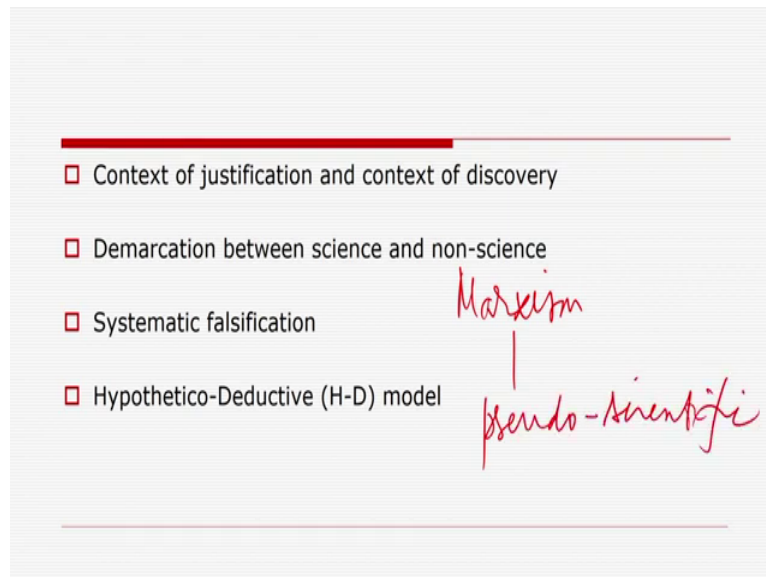 Context of justification and context of discovery
Demarcation between science and non-science
Marxism
Systematic falsification
Hypothetico-Deductive (H-D) model
pseudo-scientific